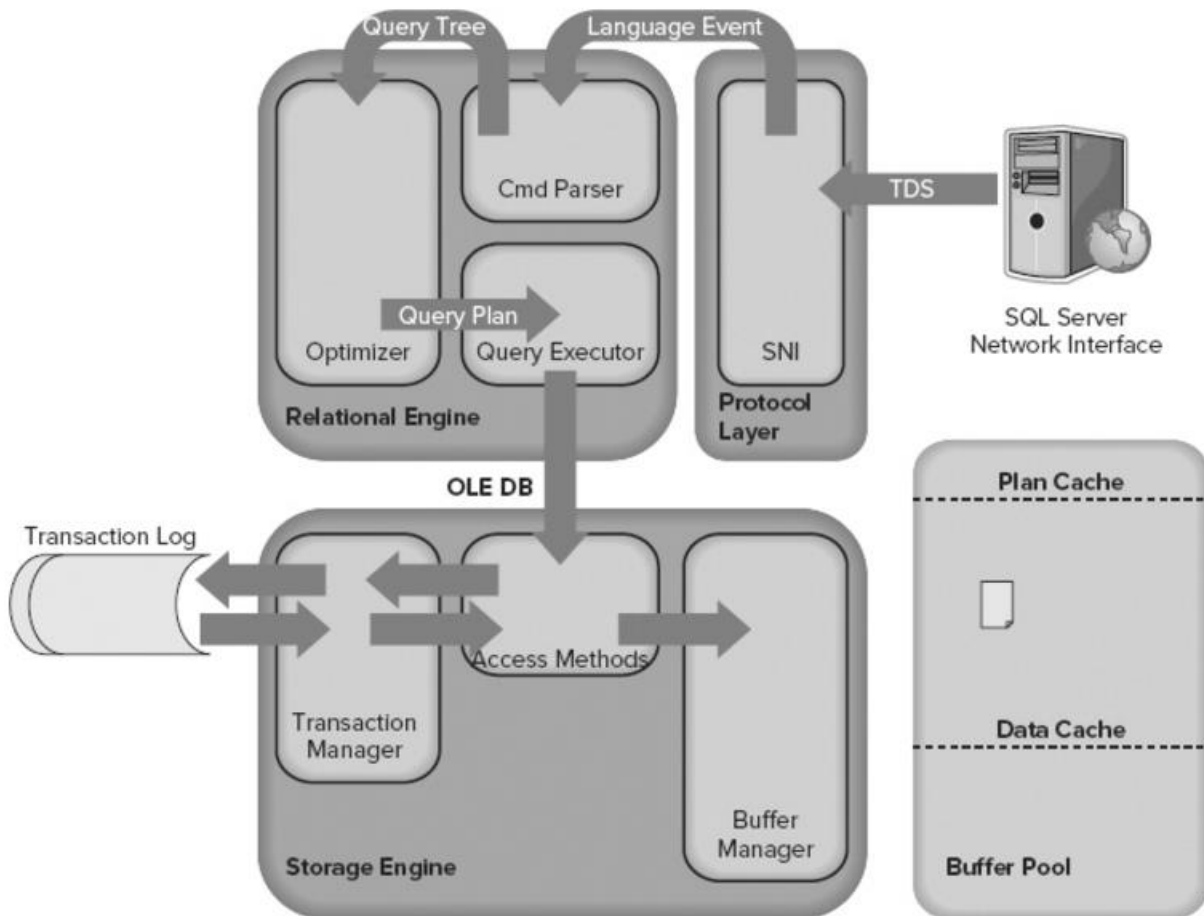 Query Tree
Language Event
Cmd Parser
TDS
Query Plan
Optimizer
Query Executor
SNI
SQL Server
Network Interface
Relational Engine
Protocol
Layer
OLE DB
Plan Cache
Transaction Log
Access Methods
Transaction
Manager
Data Cache
Buffer
Manager
Storage Engine
Buffer Pool